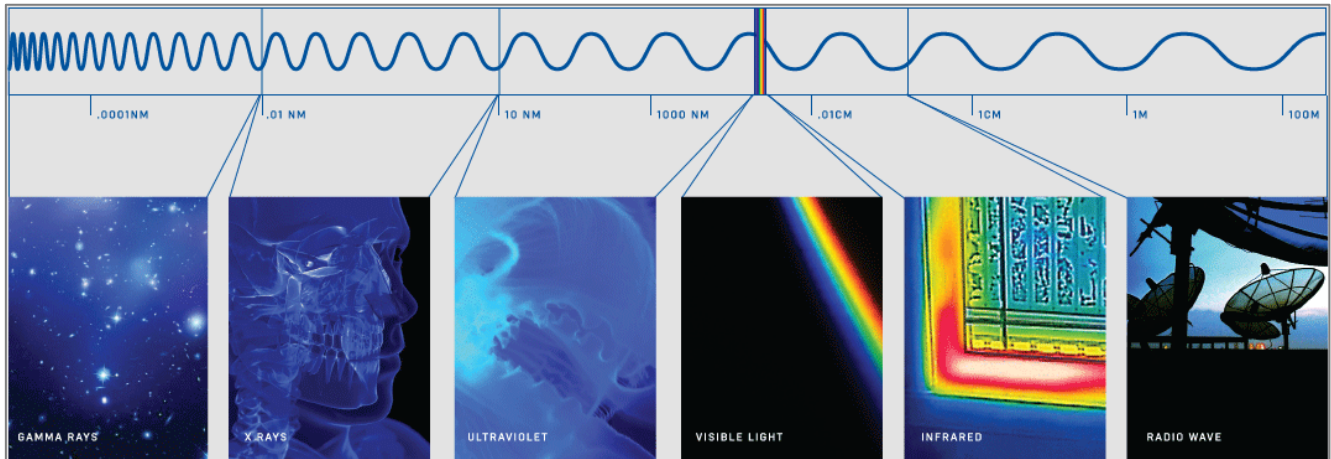 .0001NM
.01 NM
10 NM
1000 NM
.01CM
1CM
1M
100M
GAMMA RAYS
X RAYS
ULTRAVIOLET
VISIBLE LIGHT
INFRARED
RADIO WAVE